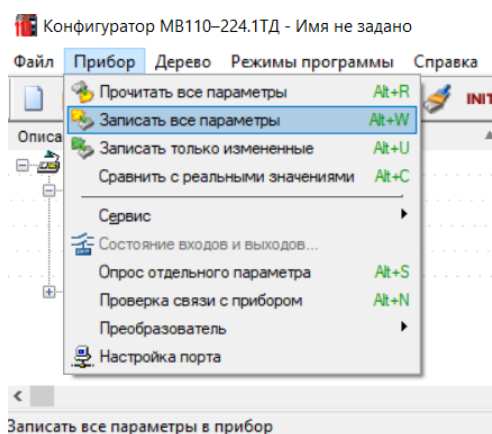 Конфигуратор МВ110–224.1ТД - Имя не задано
Файл Прибор Дерево Режимы программы Справка
Прочитать все параметры Alt+R
INIT
Записать все параметры Alt+W
Описа
Записать только измененные Alt+U
Сравнить с реальными значениями Alt+C
Сервис
Состояние входов и выходов...
Опрос отдельного параметра Alt+S
Проверка связи с прибором Alt+N
Преобразователь
Настройка порта
Записать все параметры в прибор